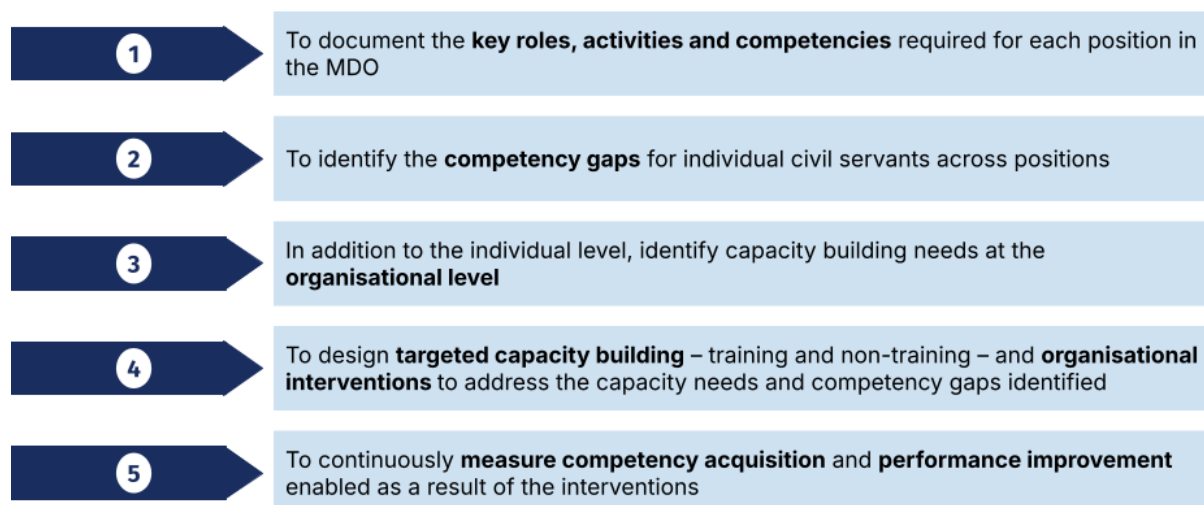 1
To document the key roles, activities and competencies required for each position in
the MDO
2
To identify the competency gaps for individual civil servants across positions
3
In addition to the individual level, identify capacity building needs at the
organisational level
4
To design targeted capacity building – training and non-training – and organisational
interventions to address the capacity needs and competency gaps identified
5
To continuously measure competency acquisition and performance improvement
enabled as a result of the interventions